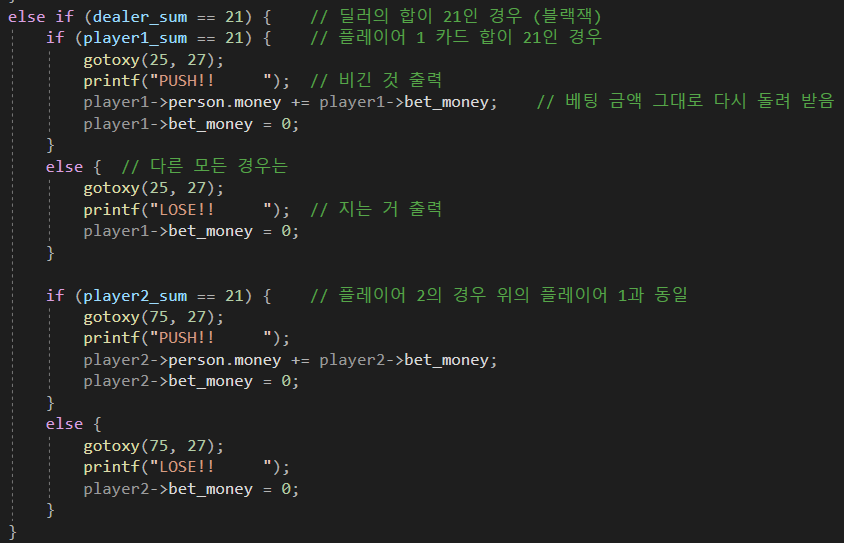 else if (dealer_sum == 21) {    // 딜러의 합이 21인 경우 (블랙잭)
    if (player1_sum == 21) {    // 플레이어 1 카드 합이 21인 경우
        gotoxy(25, 27);
        printf("PUSH!!     ");  // 비긴 것 출력
        player1->person.money += player1->bet_money;    // 베팅 금액 그대로 다시 돌려 받음
        player1->bet_money = 0;
    }
    else {  // 다른 모든 경우는
        gotoxy(25, 27);
        printf("LOSE!!     ");  // 지는 거 출력
        player1->bet_money = 0;
    }

    if (player2_sum == 21) {    // 플레이어 2의 경우 위의 플레이어 1과 동일
        gotoxy(75, 27);
        printf("PUSH!!     ");
        player2->person.money += player2->bet_money;
        player2->bet_money = 0;
    }
    else {
        gotoxy(75, 27);
        printf("LOSE!!     ");
        player2->bet_money = 0;
    }
}